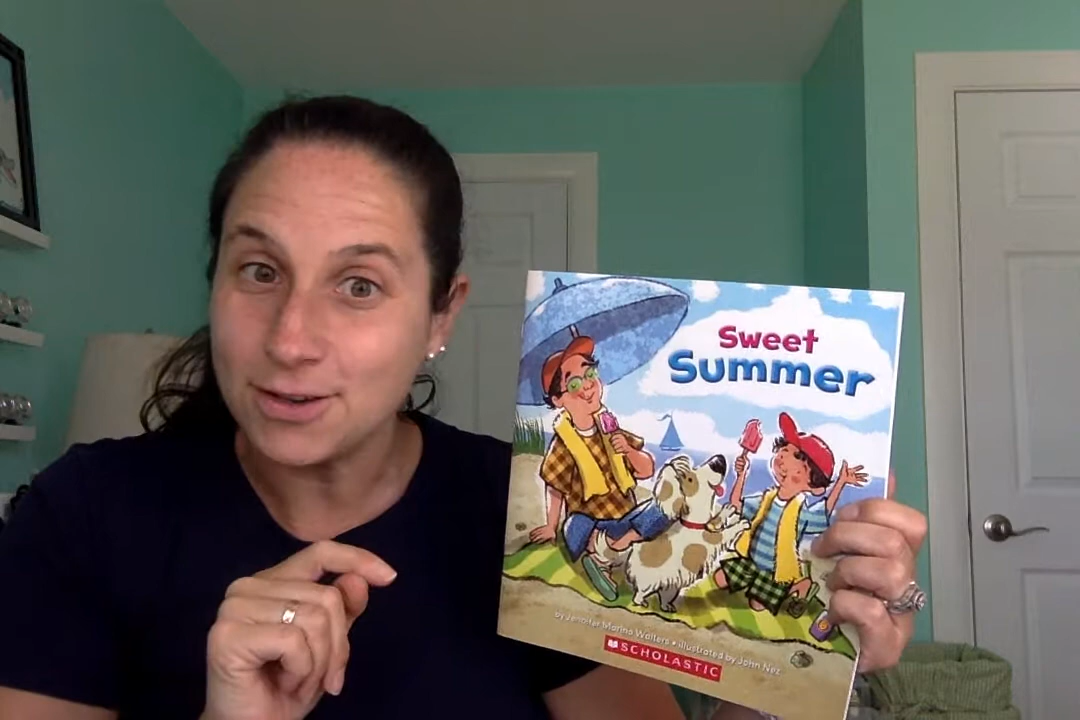 Sweet
Summer
by Jennifer Marino Walters • illustrated by John Nez
SCHOLASTIC